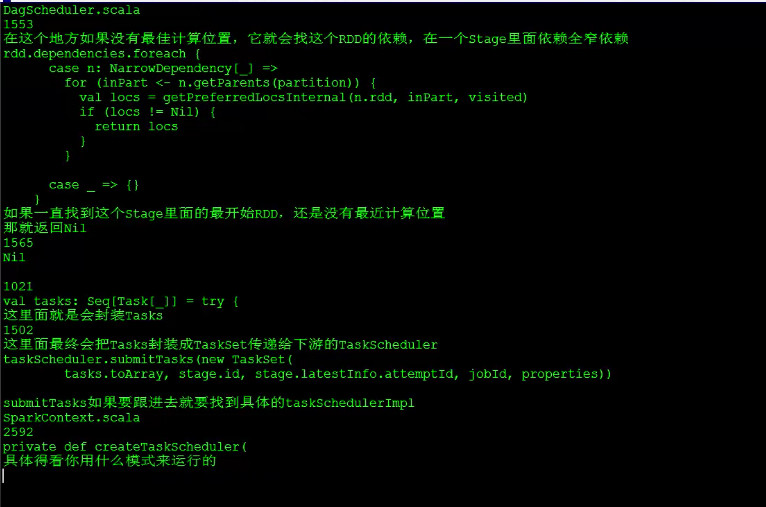 DagScheduler.scala
1553
在这个地方如果没有最佳计算位置，它就会找这个RDD的依赖，在一个Stage里面依赖全窄依赖
rdd.dependencies.foreach {
case n: NarrowDependency[_] =>
for (inPart <- n.getParents(partition)) {
val locs = getPreferredLocsInternal(n.rdd, inPart, visited)
if (locs != Nil) {
return locs
}
}
case _ => {}
}
如果一直找到这个Stage里面的最开始RDD，还是没有最近计算位置
那就返回Nil
1565
Nil
1021
val tasks: Seq[Task[_]] = try {
这里面就是会封装Tasks
1502
这里面最终会把Tasks封装成TaskSet传递给下游的TaskScheduler
taskScheduler.submitTasks(new TaskSet(
tasks.toArray, stage.id, stage.latestInfo.attemptId, jobId, properties))
submitTasks如果要跟进去就要找到具体的taskSchedulerImpl
SparkContext.scala
2592
private def createTaskScheduler(
具体得看你用什么模式来运行的